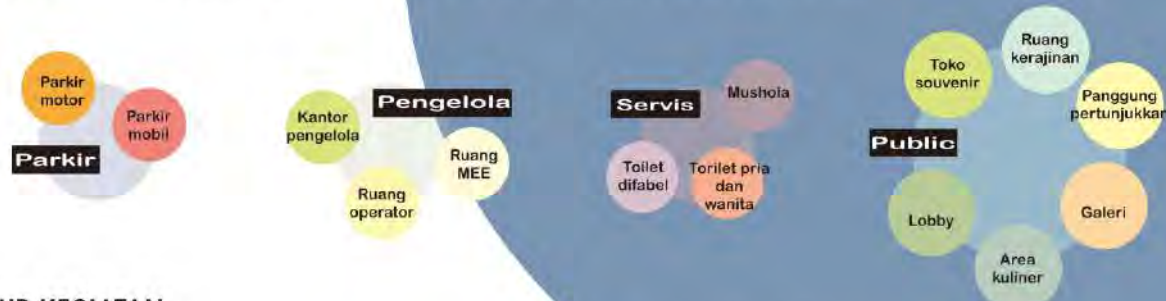 Parkir
motor
Parkir
mobil
Parkir
Pengelola
Kantor
pengelola
Ruang
MEE
Ruang
operator
Servis
Mushola
Toilet
difabel
Torilet pria
dan
wanita
Toko
souvenir
Ruang
kerajinan
Panggung
pertunjukkan
Public
Lobby
Galeri
Area
kuliner